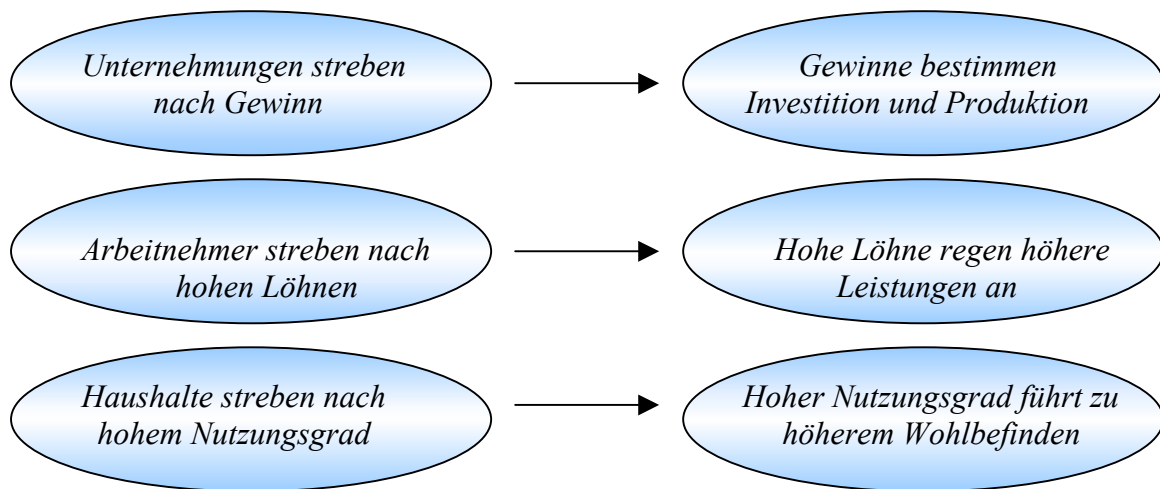 Unternehmungen streben
nach Gewinn
Gewinne bestimmen
Investition und Produktion
Arbeitnehmer streben nach
hohen Löhnen
Hohe Löhne regen höhere
Leistungen an
Haushalte streben nach
hohem Nutzungsgrad
Hoher Nutzungsgrad führt zu
höherem Wohlbefinden